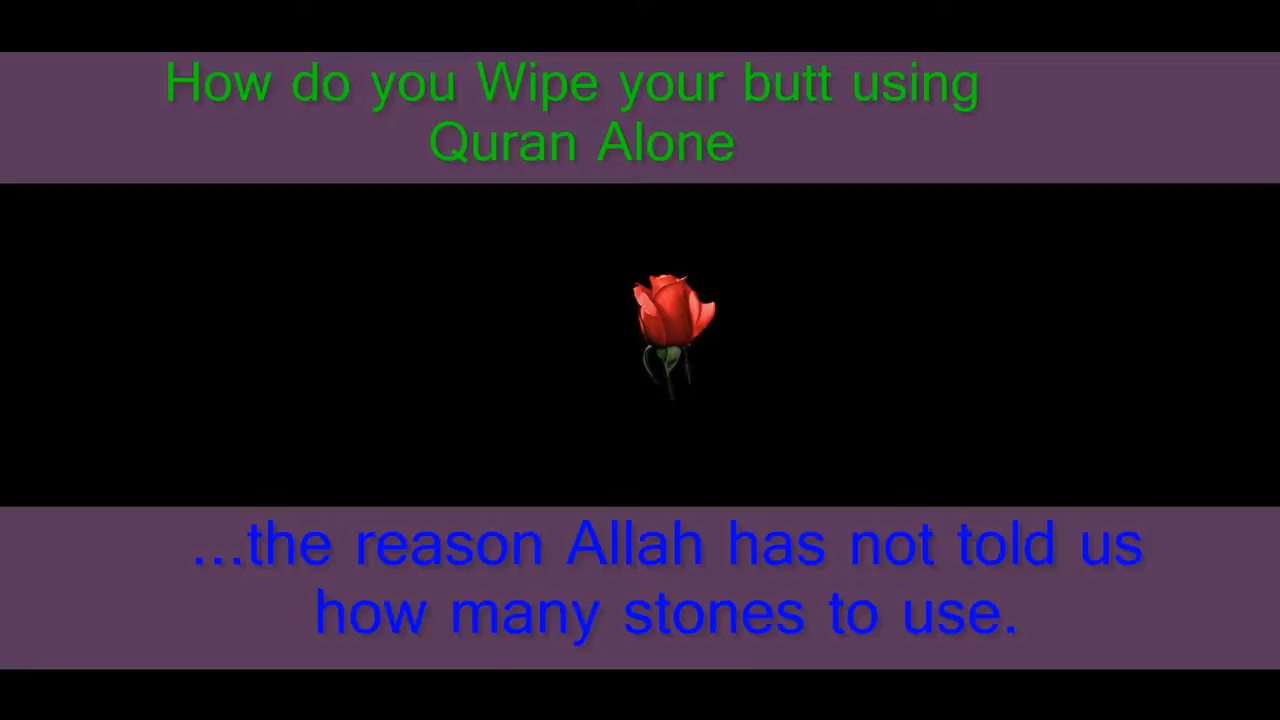 How do you Wipe your butt using
Quran Alone
...the reason Allah has not told us
how many stones to use.